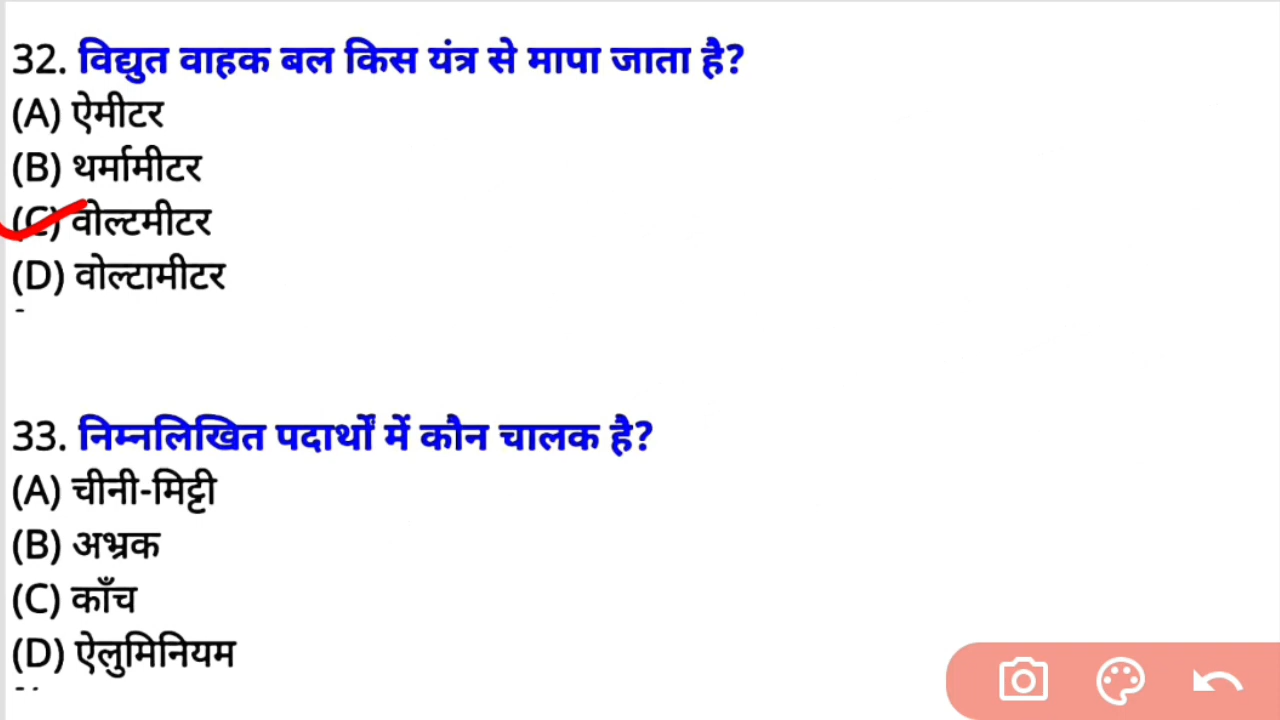 32. विद्युत वाहक बल किस यंत्र से मापा जाता है?
(A) ऐमीटर
(B) थर्मामीटर
(C) वोल्टमीटर
(D) वोल्टामीटर
33. निम्नलिखित पदार्थों में कौन चालक है?
(A) चीनी-मिट्टी
(B) अभ्रक
(C) काँच
(D) ऐलुमिनियम